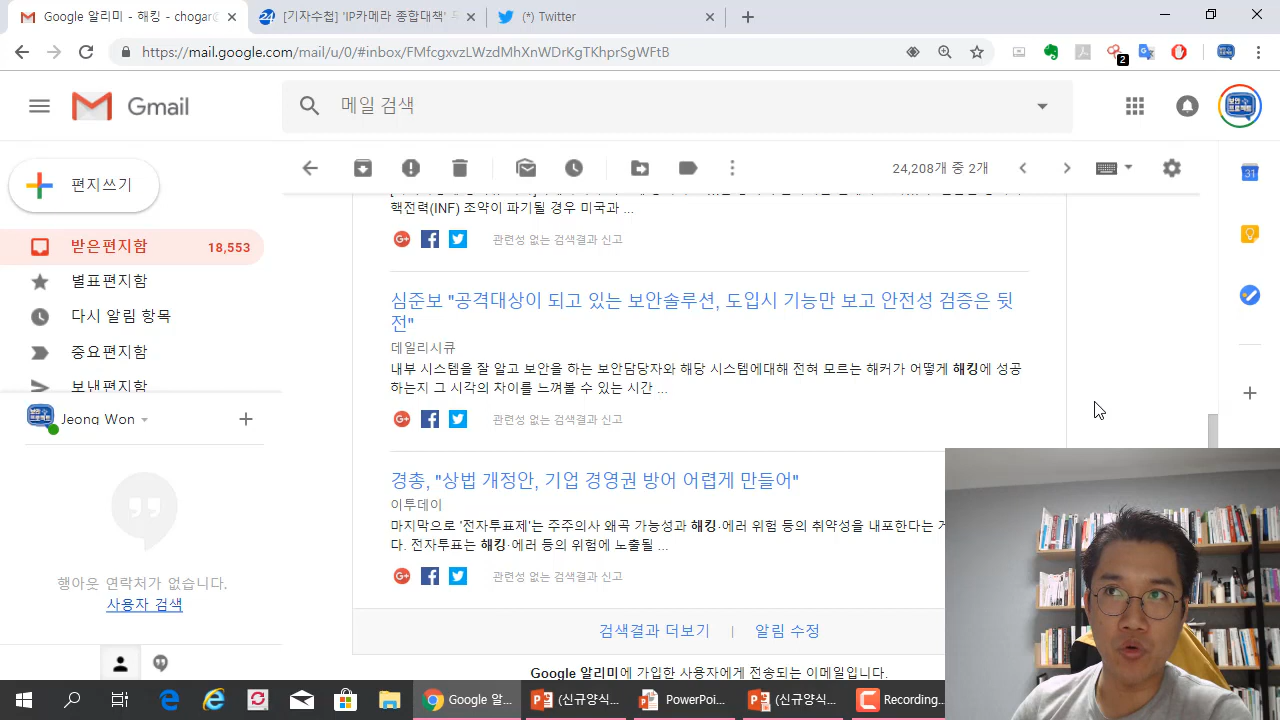 Google 알리미 - 해킹 - chogar@
[기자수첩] 'IP카메라 종합대책'
(*) Twitter
https://mail.google.com/mail/u/0/#inbox/FMfcgxvzLWzdMhXnWDrKgTKhprSgWFtB
2
Gmail
메일 검색
편지쓰기
24,208개 중 2개
31
받은편지함 18,553
별표편지함
다시 알림 항목
중요편지함
보낸편지함
Jeong Won
행아웃 연락처가 없습니다.
사용자 검색
핵전력(INF) 조약이 파기될 경우 미국과 ...
관련성 없는 검색결과 신고
심준보 "공격대상이 되고 있는 보안솔루션, 도입시 기능만 보고 안전성 검증은 뒷
전"
데일리시큐
내부 시스템을 잘 알고 보안을 하는 보안담당자와 해당 시스템에대해 전혀 모르는 해커가 어떻게 해킹에 성공
하는지 그 시각의 차이를 느껴볼 수 있는 시간 ...
관련성 없는 검색결과 신고
경총, "상법 개정안, 기업 경영권 방어 어렵게 만들어"
이투데이
마지막으로 '전자투표제'는 주주의사 왜곡 가능성과 해킹·에러 위험 등의 취약성을 내포한다는
다. 전자투표는 해킹·에러 등의 위험에 노출될 ...
관련성 없는 검색결과 신고
검색결과 더보기 | 알림 수정
Google 알리미에 가입한 사용자에게 전송되는 이메일입니다.
Google 알...
(신규양식...
PowerPoi...
(신규양식...
Recording...